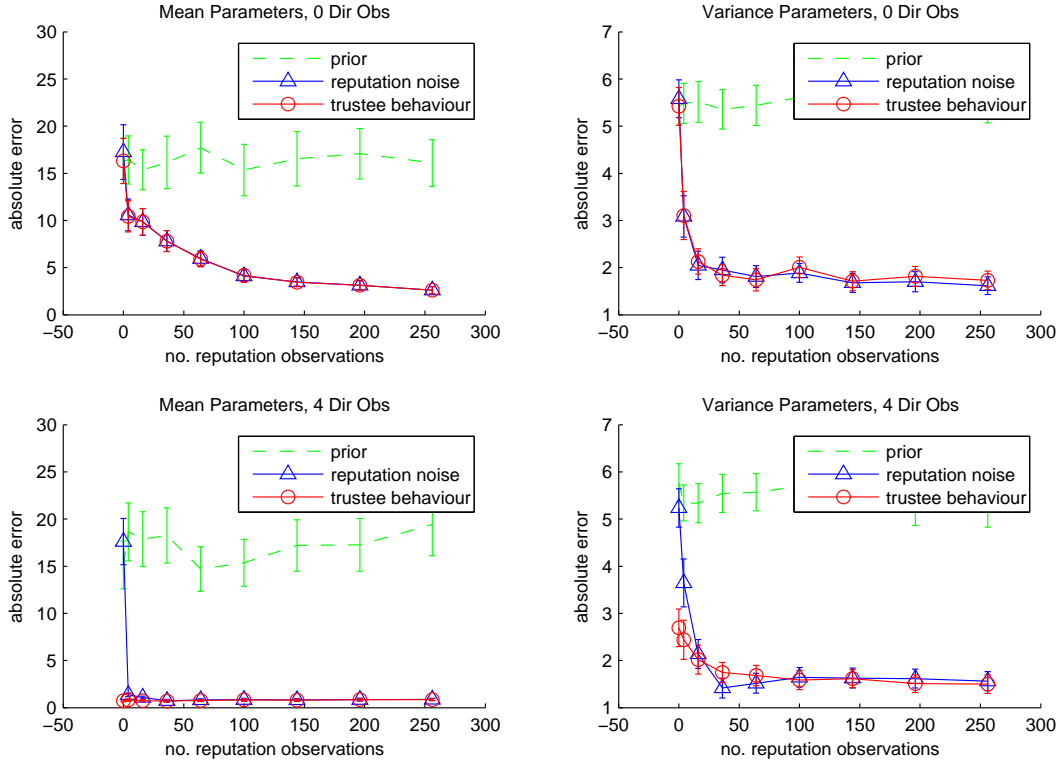 Mean Parameters, 0 Dir Obs
30
25
20
15
10
5
0
absolute error
prior
reputation noise
trustee behaviour
−50 0 50 100 150 200 250 300
no. reputation observations
Variance Parameters, 0 Dir Obs
7
6
5
4
3
2
1
absolute error
prior
reputation noise
trustee behaviour
−50 0 50 100 150 200 250 300
no. reputation observations
Mean Parameters, 4 Dir Obs
30
25
20
15
10
5
0
absolute error
prior
reputation noise
trustee behaviour
−50 0 50 100 150 200 250 300
no. reputation observations
Variance Parameters, 4 Dir Obs
7
6
5
4
3
2
1
absolute error
prior
reputation noise
trustee behaviour
−50 0 50 100 150 200 250 300
no. reputation observations